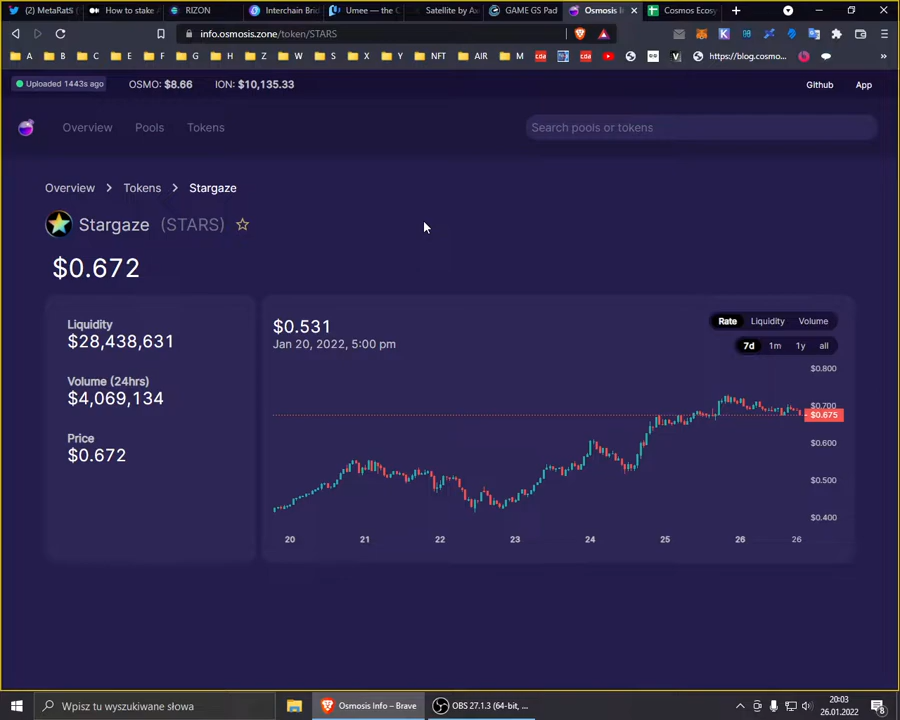 (2) MetaRatS
How to stake
RIZON
Interchain Brid
Umee — the C
Satellite by Ax
GAME GS Pad
Osmosis I
Cosmos Ecosy
info.osmosis.zone/token/STARS
A B C D E F G H Z W S X Y NFT AIR M
https://blog.cosmo...
Uploaded 1443s ago
OSMO: $8.66
ION: $10,135.33
Github
App
Overview
Pools
Tokens
Search pools or tokens
Overview > Tokens > Stargaze
Stargaze (STARS)
$0.672
Liquidity
$28,438,631
Volume (24hrs)
$4,069,134
Price
$0.672
$0.531
Jan 20, 2022, 5:00 pm
Rate Liquidity Volume
7d 1m 1y all
$0.800
$0.700
$0.675
$0.600
$0.500
$0.400
20 21 22 23 24 25 26 26
Wpisz tu wyszukiwane słowa
Osmosis Info – Brave
OBS 27.1.3 (64-bit, ...
20:03
26.01.2022
8